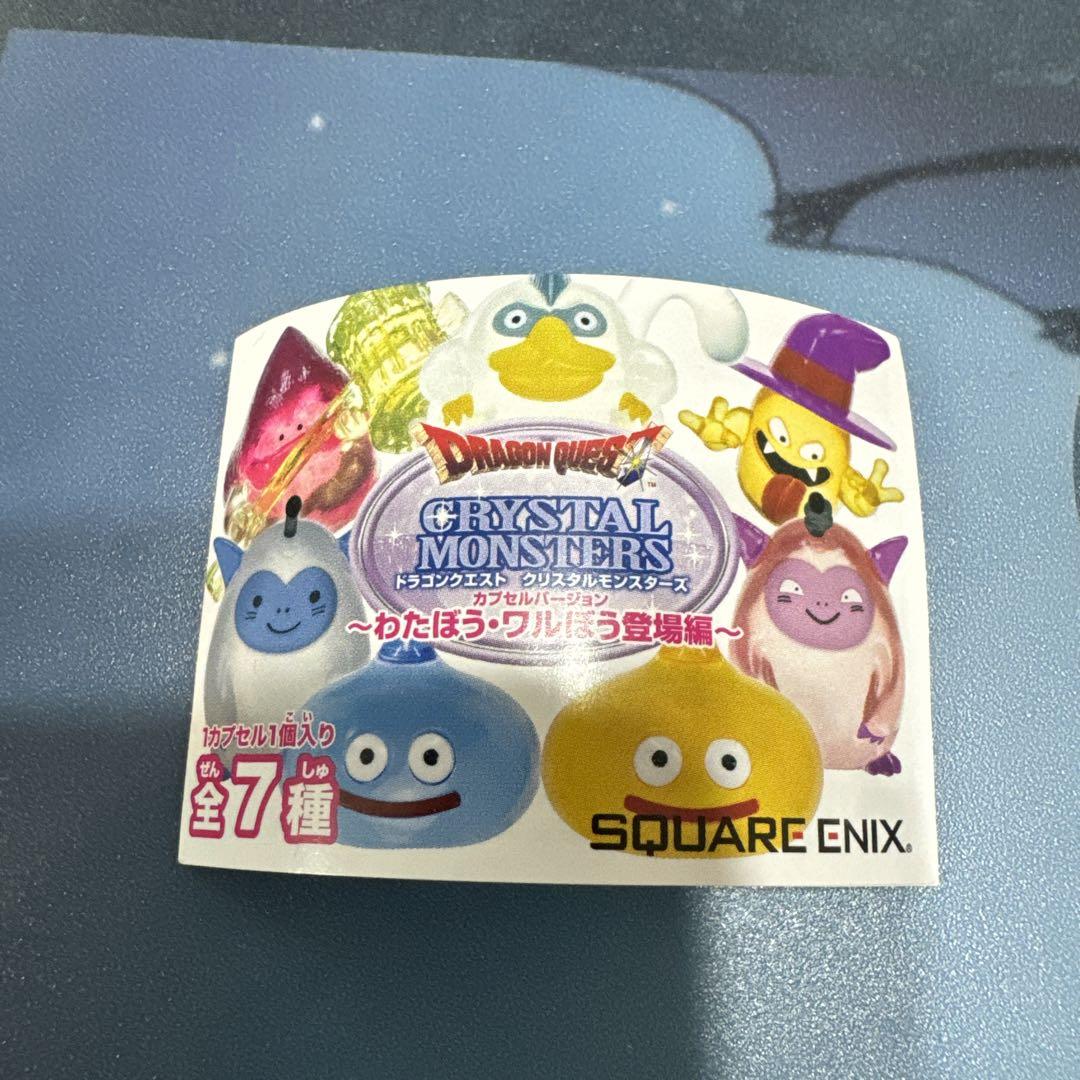 DRAGON QUEST™
CRYSTAL
MONSTERS
ドラゴンクエスト クリスタルモンスターズ
カプセルバージョン
～わたぼう・ワルぼう登場編～
1カプセル1個入り
こい
全7種
ぜん しゅ
SQUARE ENIX®